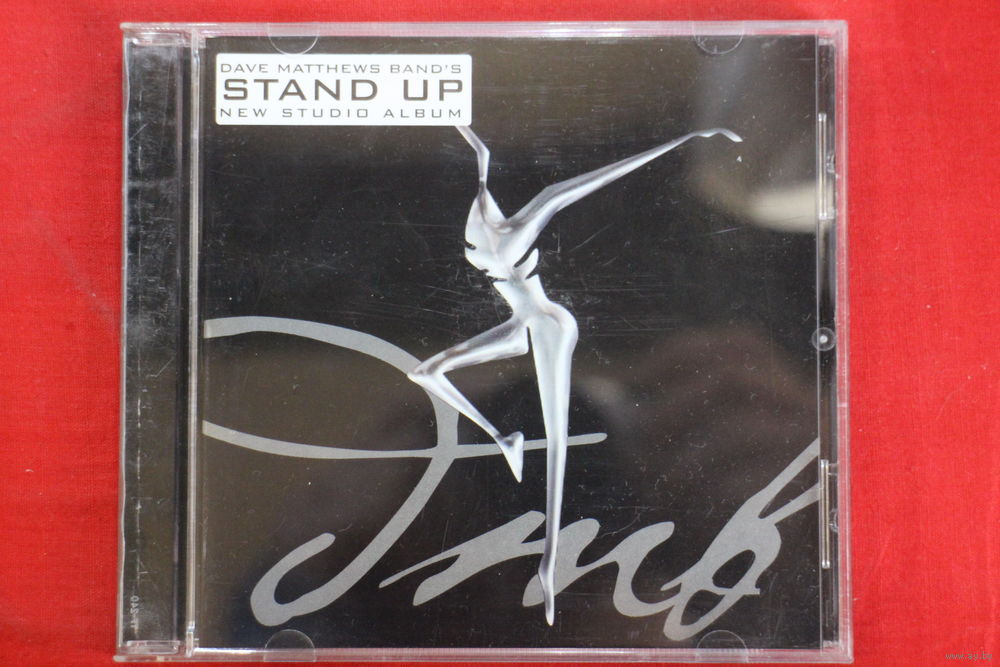 DAVE MATTHEWS BAND'S
STAND UP
NEW STUDIO ALBUM
Dmb